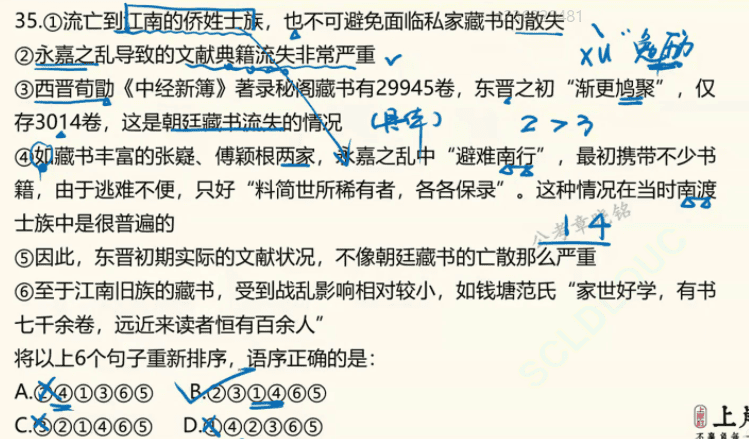 35.①流亡到江南的侨姓士族，也不可避免面临私家藏书的散失
②永嘉之乱导致的文献典籍流失非常严重
xù "勉励
③西晋荀勖《中经新簿》著录秘阁藏书有29945卷，东晋之初“渐更鸠聚”，仅
存3014卷，这是朝廷藏书流失的情况
（具体）
2＞3
④如藏书丰富的张嶷、傅颖根两家，永嘉之乱中“避难南行”，最初携带不少书
籍，由于逃难不便，只好“料简世所稀有者，各各保录”。这种情况在当时南渡
士族中是很普遍的
14
公考章晓铭
⑤因此，东晋初期实际的文献状况，不像朝廷藏书的亡散那么严重
⑥至于江南旧族的藏书，受到战乱影响相对较小，如钱塘范氏“家世好学，有书
七千余卷，远近来读者恒有百余人”
将以上6个句子重新排序，语序正确的是：
A.②④①③⑥⑤ B.②③①④⑥⑤
C.③②①④⑥⑤ D.①④②③⑥⑤
SCLDDUC
上岸